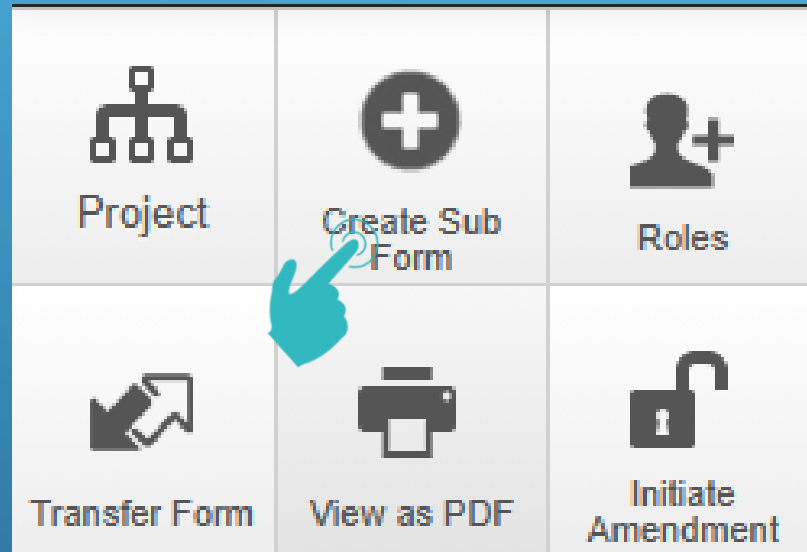 Project
Create Sub
Form
Roles
Transfer Form
View as PDF
Initiate
Amendment